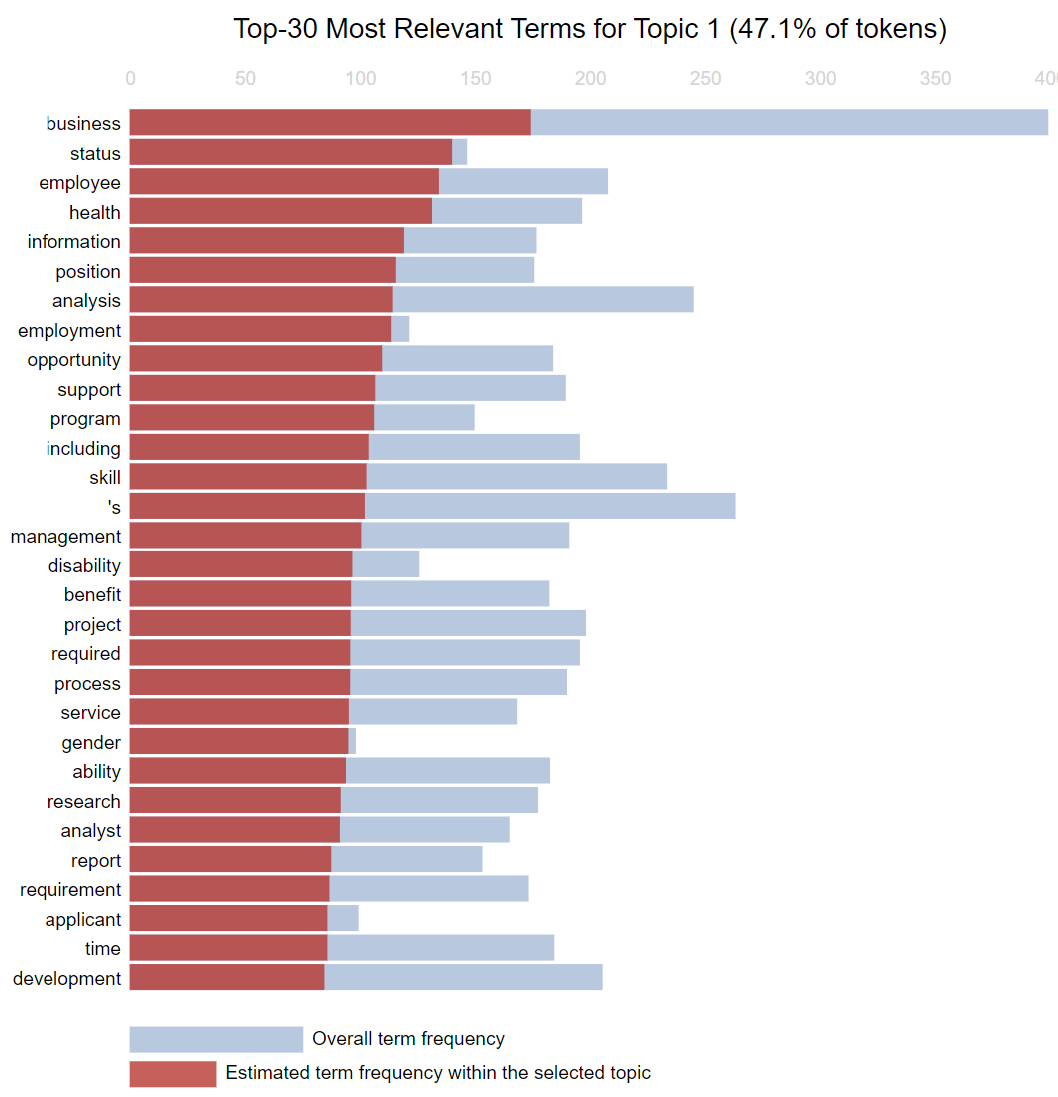 Top-30 Most Relevant Terms for Topic 1 (47.1% of tokens)
0 50 100 150 200 250 300 350 400
business
status
employee
health
information
position
analysis
employment
opportunity
support
program
including
skill
's
management
disability
benefit
project
required
process
service
gender
ability
research
analyst
report
requirement
applicant
time
development
Overall term frequency
Estimated term frequency within the selected topic